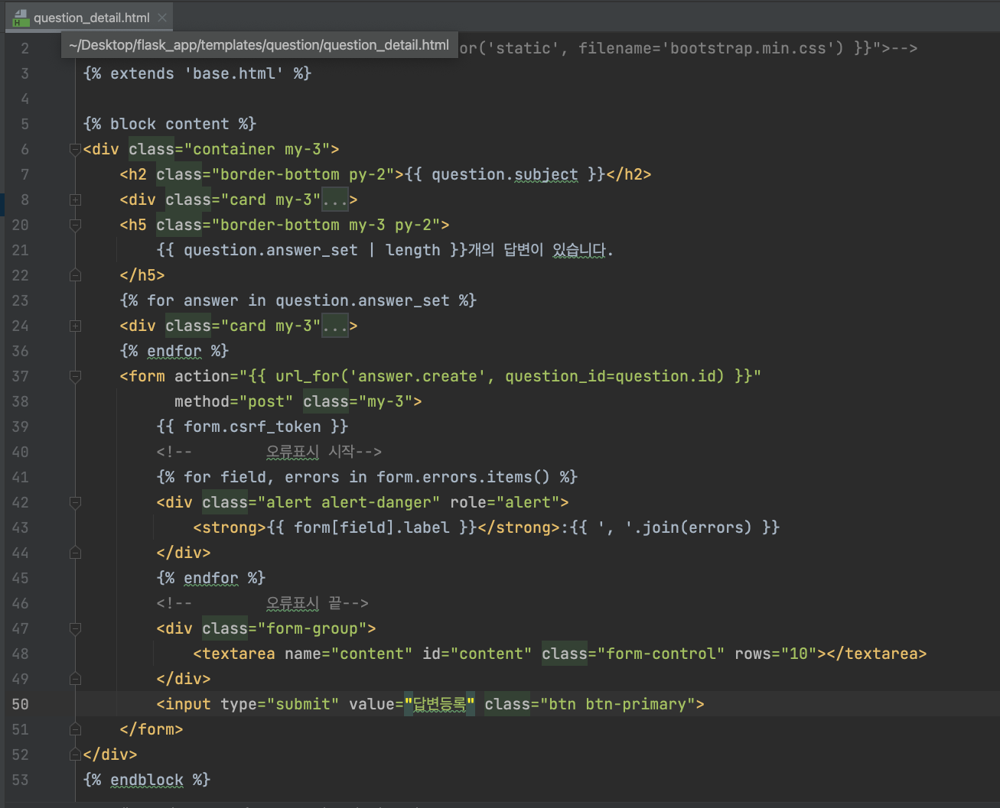 question_detail.html
~/Desktop/flask_app/templates/question/question_detail.html
2 or('static', filename='bootstrap.min.css') }}">-->
3 {% extends 'base.html' %}
4
5 {% block content %}
6 <div class="container my-3">
7 <h2 class="border-bottom py-2">{{ question.subject }}</h2>
8 <div class="card my-3"...>
20 <h5 class="border-bottom my-3 py-2">
21 {{ question.answer_set | length }}개의 답변이 있습니다.
22 </h5>
23 {% for answer in question.answer_set %}
24 <div class="card my-3"...>
36 {% endfor %}
37 <form action="{{ url_for('answer.create', question_id=question.id) }}"
38 method="post" class="my-3">
39 {{ form.csrf_token }}
40 <!-- 오류표시 시작-->
41 {% for field, errors in form.errors.items() %}
42 <div class="alert alert-danger" role="alert">
43 <strong>{{ form[field].label }}</strong>:{{ ', '.join(errors) }}
44 </div>
45 {% endfor %}
46 <!-- 오류표시 끝-->
47 <div class="form-group">
48 <textarea name="content" id="content" class="form-control" rows="10"></textarea>
49 </div>
50 <input type="submit" value="답변등록" class="btn btn-primary">
51 </form>
52 </div>
53 {% endblock %}